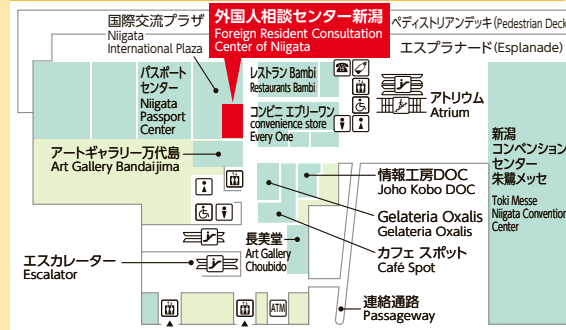 国際交流プラザ
Niigata
International Plaza
外国人相談センター新潟
Foreign Resident Consultation
Center of Niigata
ペディストリアンデッキ(Pedestrian Deck
エスプラナード(Esplanade)
パスポート
センター
Niigata
Passport
Center
レストラン Bambi
Restaurants Bambi
コンビニ エブリーワン
convenience store
Every One
アトリウム
Atrium
新潟
コンベンション
センター
朱鷺メッセ
Toki Messe
Niigata Convention
Center
アートギャラリー万代島
Art Gallery Bandaijima
情報工房DOC
Joho Kobo DOC
Gelateria Oxalis
Gelateria Oxalis
長美堂
Art Gallery
Choubido
カフェ スポット
Café Spot
エスカレーター
Escalator
ATM
連絡通路
Passageway